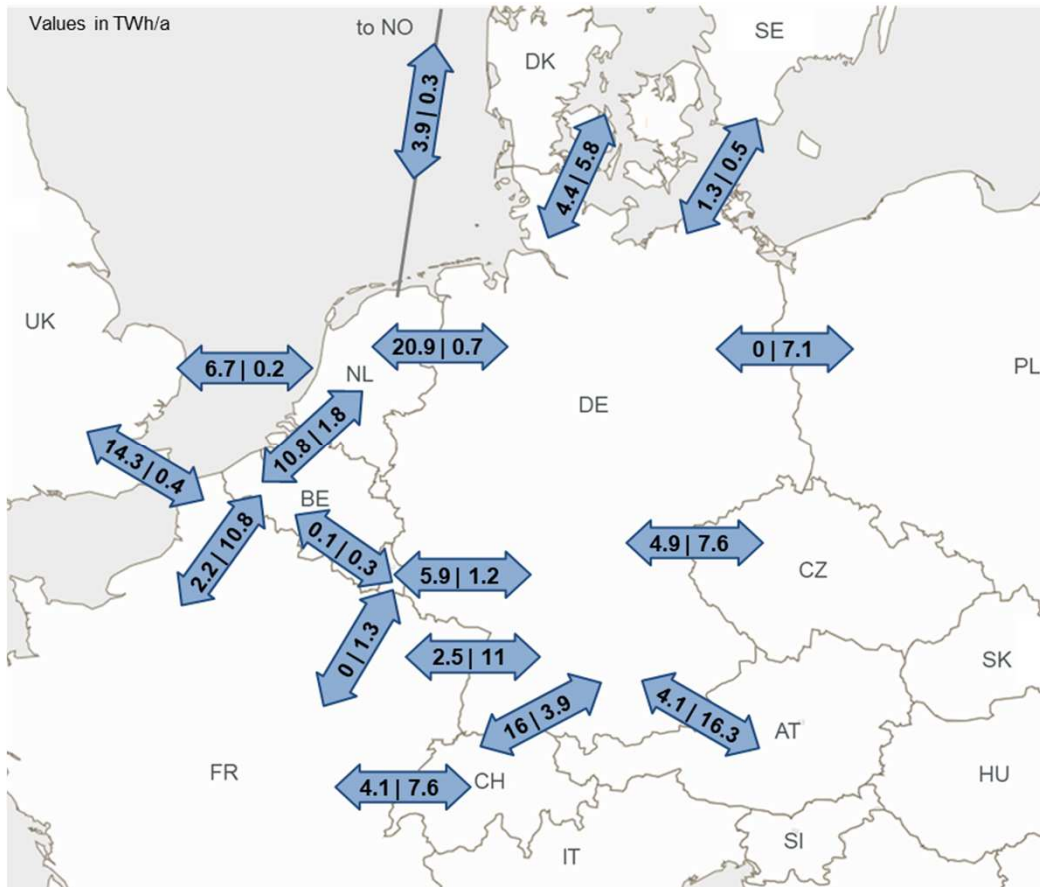 Values in TWh/a
to NO
SE
DK
3.9 | 0.3
4.4 | 5.8
1.3 | 0.5
UK
20.9 | 0.7
0 | 7.1
6.7 | 0.2
NL
PL
DE
10.8 | 1.8
14.3 | 0.4
BE
2.2 | 10.8
0.1 | 0.3
4.9 | 7.6
CZ
5.9 | 1.2
0 | 1.3
2.5 | 11
SK
16 | 3.9
4.1 | 16.3
AT
FR
4.1 | 7.6
CH
HU
SI
IT